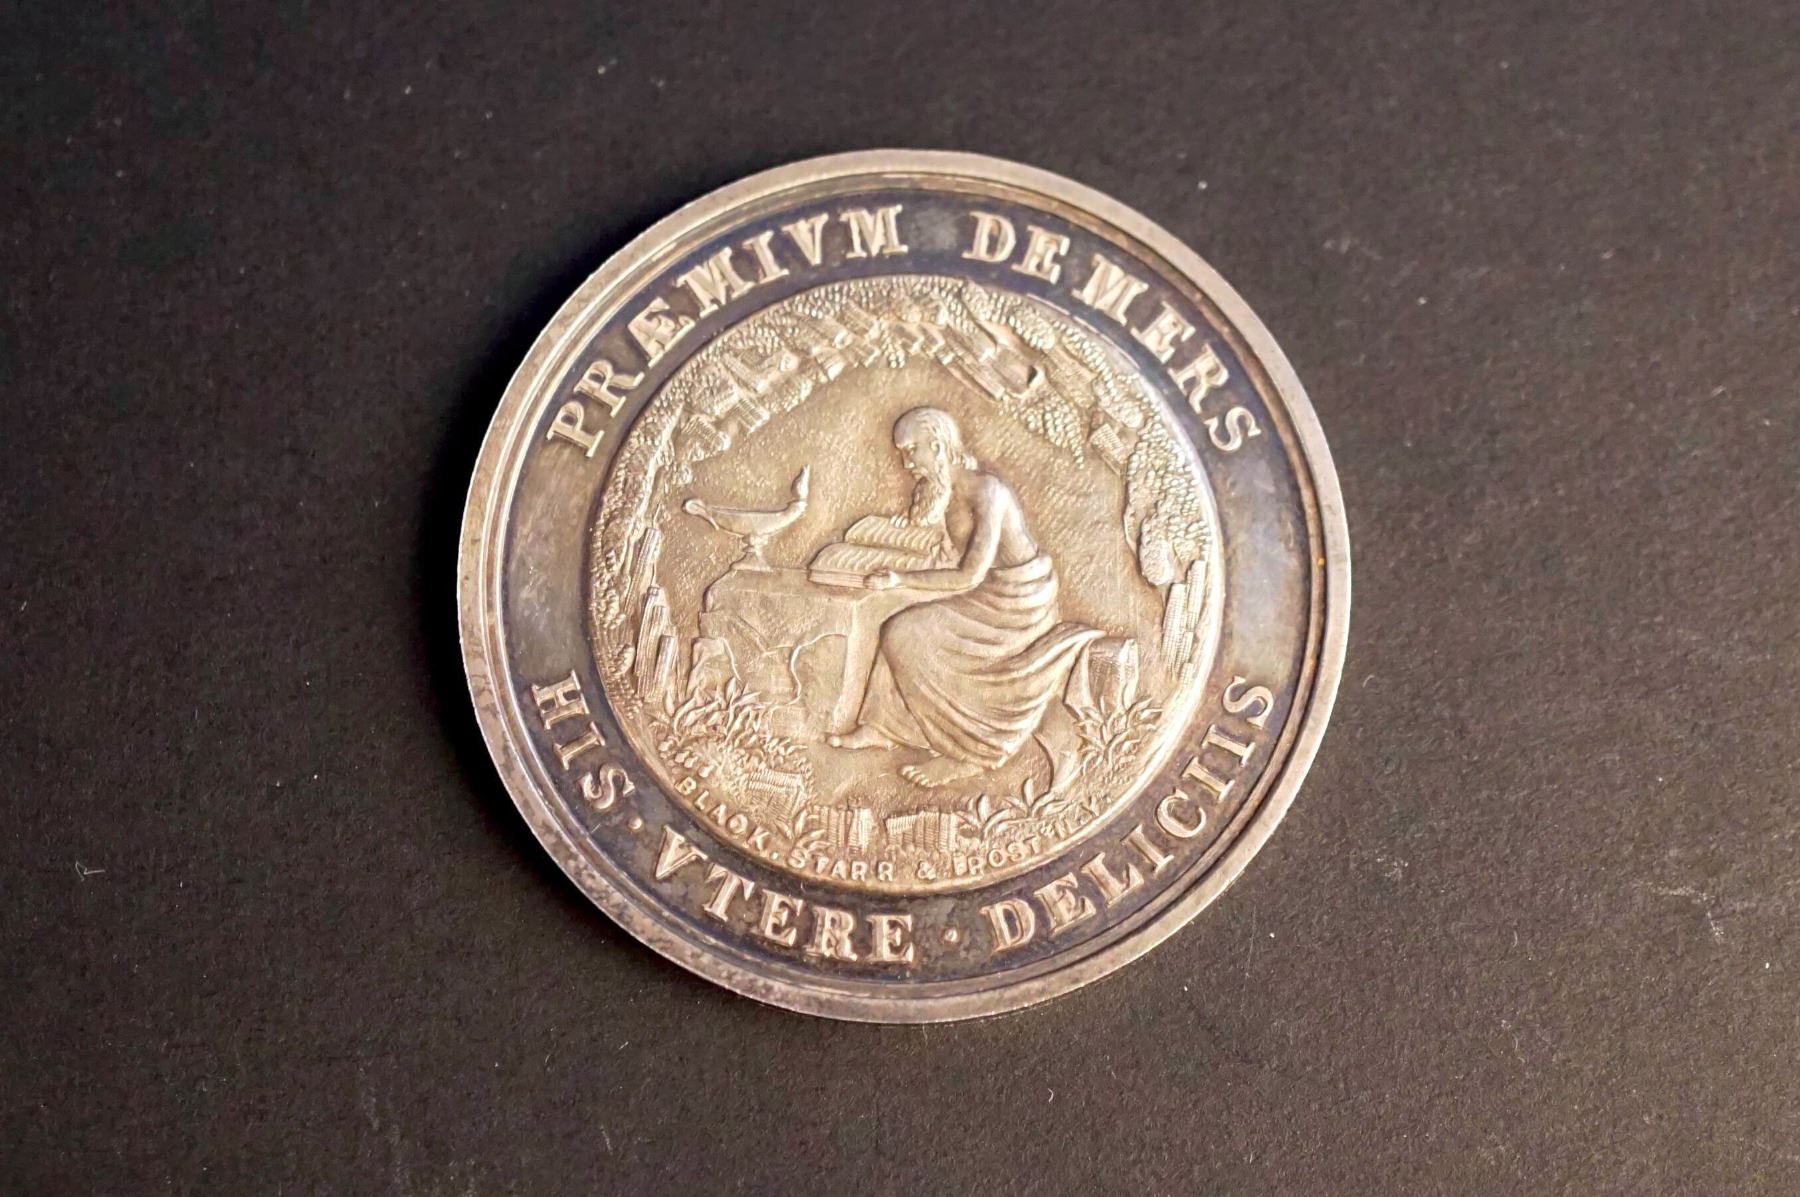 PRÆMIVM DE MERS
HIS · VTERE · DELICIIS
BLACK, STARR & FROST N.Y.